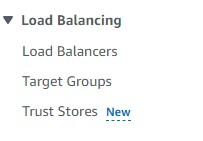 Load Balancing
Load Balancers
Target Groups
Trust Stores New